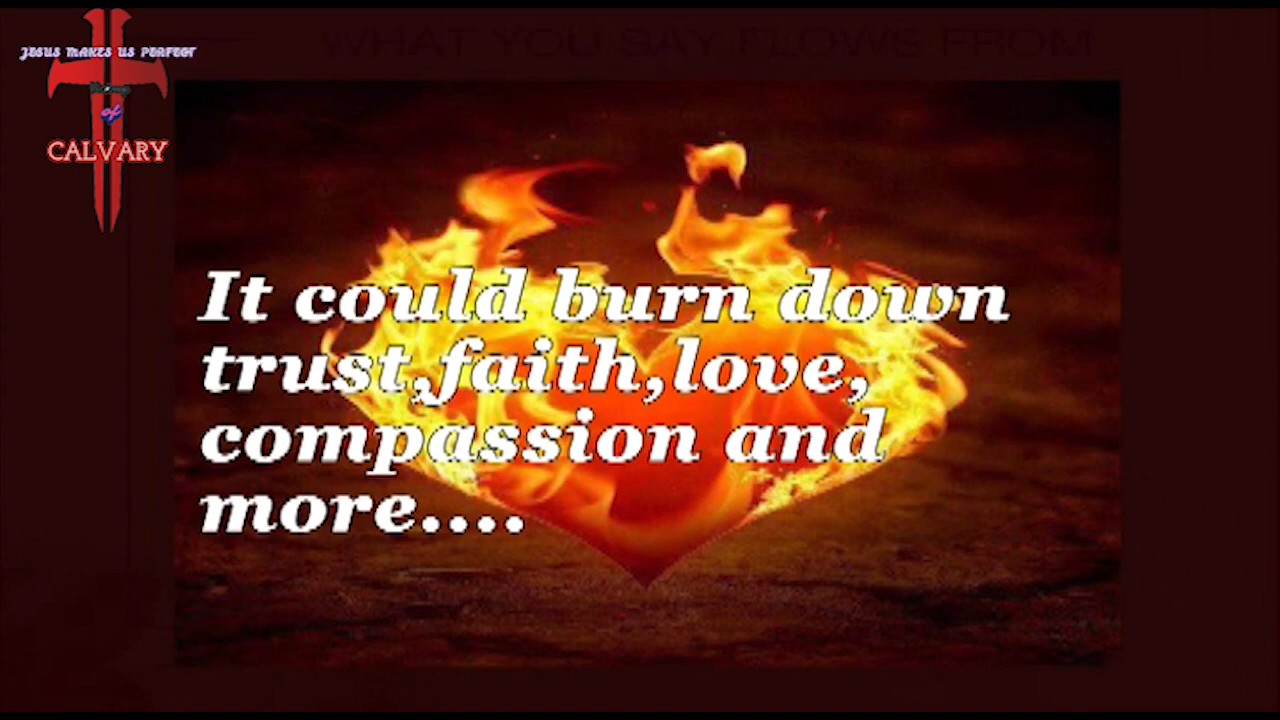 WHAT YOU SAY FLOWS FROM
JESUS MAKES US PERFECT
of
CALVARY
It could burn down
trust,faith,love,
compassion and
more....